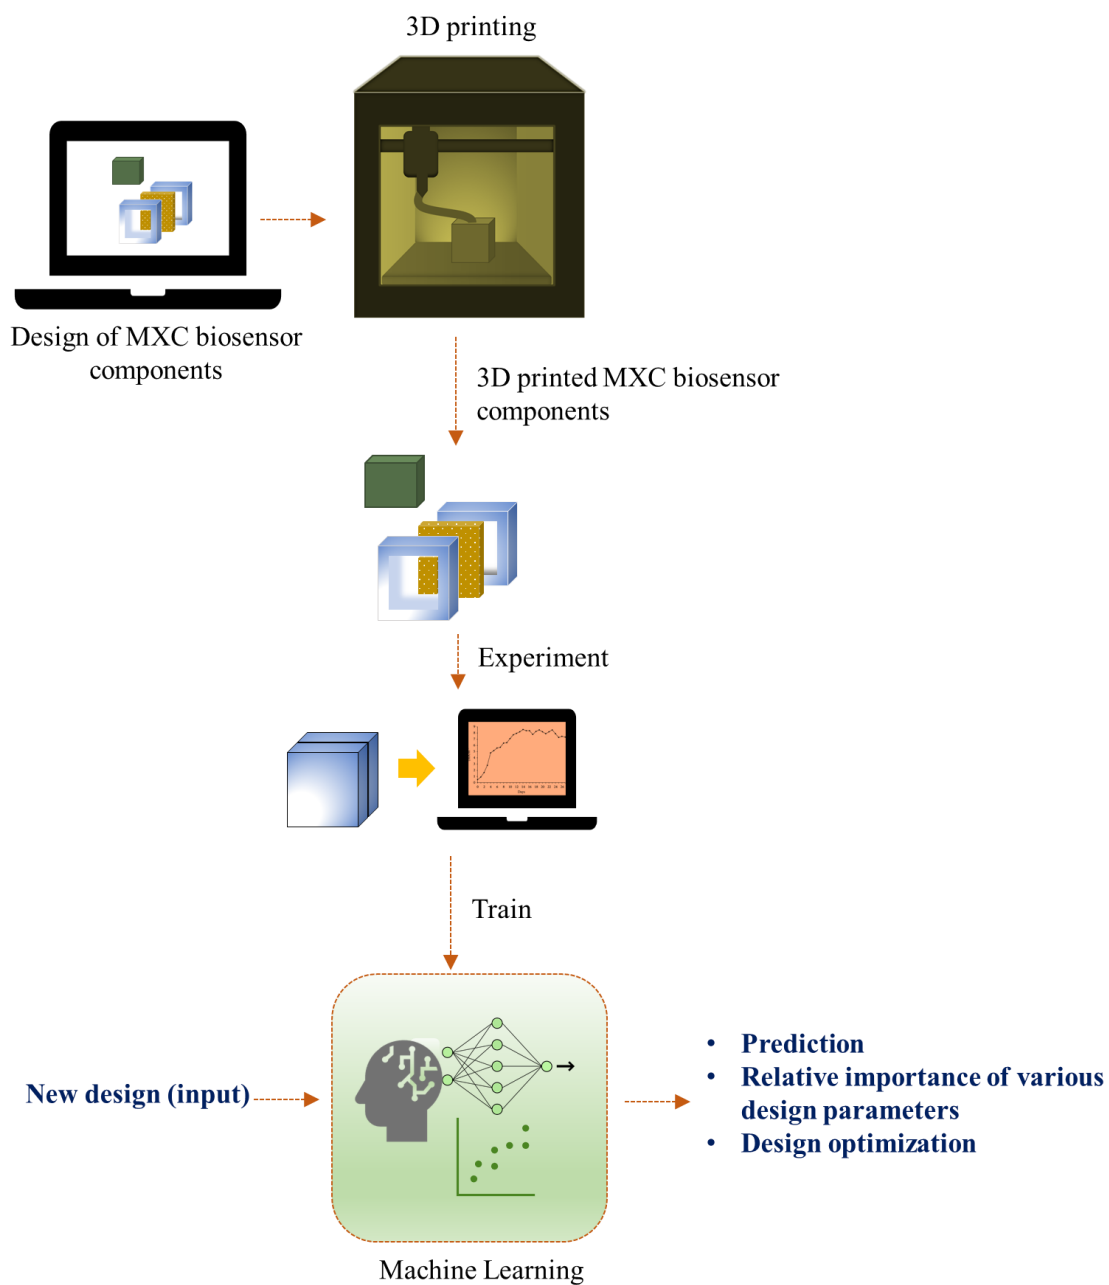 3D printing
Design of MXC biosensor
components
3D printed MXC biosensor
components
Experiment
Train
New design (input)
• Prediction
• Relative importance of various
design parameters
• Design optimization
Machine Learning